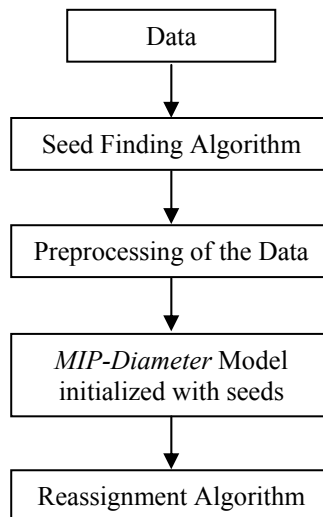 Data
Seed Finding Algorithm
Preprocessing of the Data
MIP-Diameter Model
initialized with seeds
Reassignment Algorithm